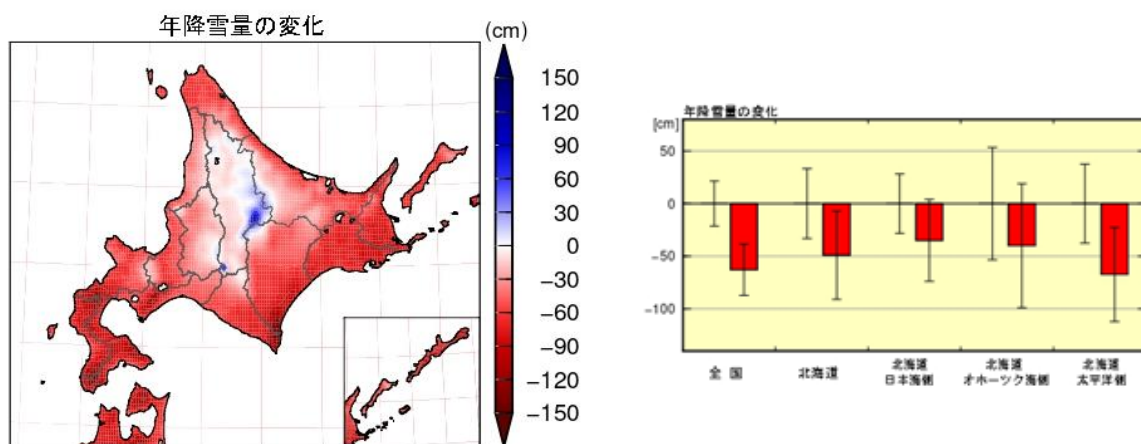 年降雪量の変化
(cm)
150
120
90
60
30
0
−30
−60
−90
−120
−150
年降雪量の変化
[cm]
50
0
−50
−100
全 国
北海道
北海道
日本海側
北海道
オホーツク海側
北海道
太平洋側